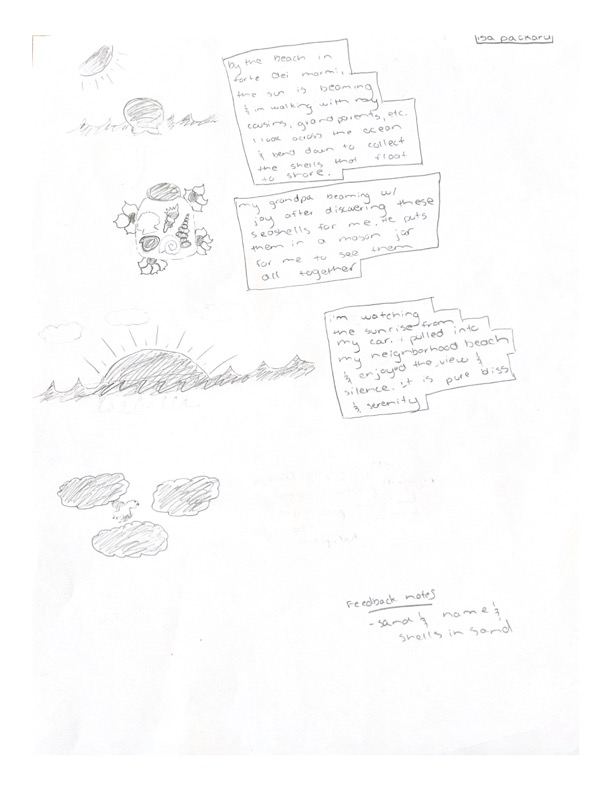 isa packard
by the beach in
forte dei marmi,
the sun is beaming
& i'm walking with my
cousins, grandparents, etc.
i look across the ocean
& bend down to collect
the shells that float
to shore.
my grandpa beaming w/
joy after discvering these
seashells for me. he puts
them in a mason jar
for me to see them
all together
i'm watching
the sunrise from
my car. i pulled into
my neighborhood beach
& enjoyed the view &
silence. it is pure bliss
& serenity
Feedback notes
- sand & name &
shells in sand